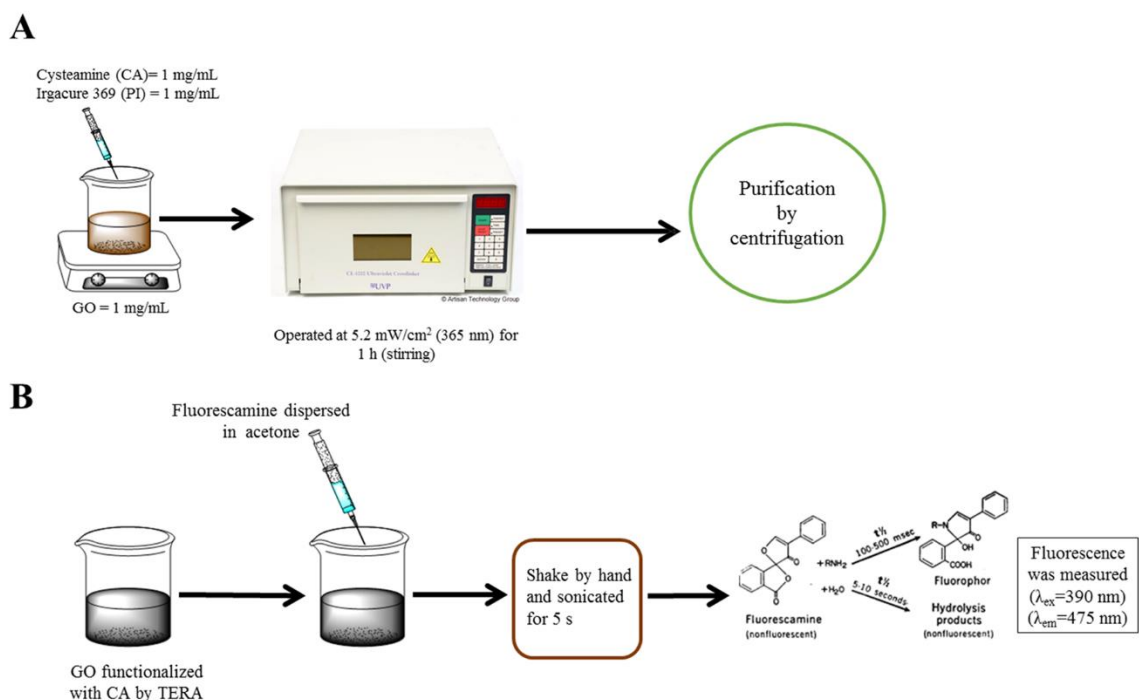 A
Cysteamine (CA)= 1 mg/mL
Irgacure 369 (PI) = 1 mg/mL
GO = 1 mg/mL
UVP
© Artisan Technology Group
Operated at 5.2 mW/cm² (365 nm) for
1 h (stirring)
Purification
by
centrifugation
B
Fluorescamine dispersed
in acetone
GO functionalized
with CA by TERA
Shake by hand
and sonicated
for 5 s
O
O
O
O
Fluorescamine
(nonfluorescent)
+RNH₂
t½
100-500 msec
+H₂O
t½
5-10 seconds
R-N
O
OH
COOH
Fluorophor
Hydrolysis
products
(nonfluorescent)
Fluorescence
was measured
(λex=390 nm)
(λem=475 nm)